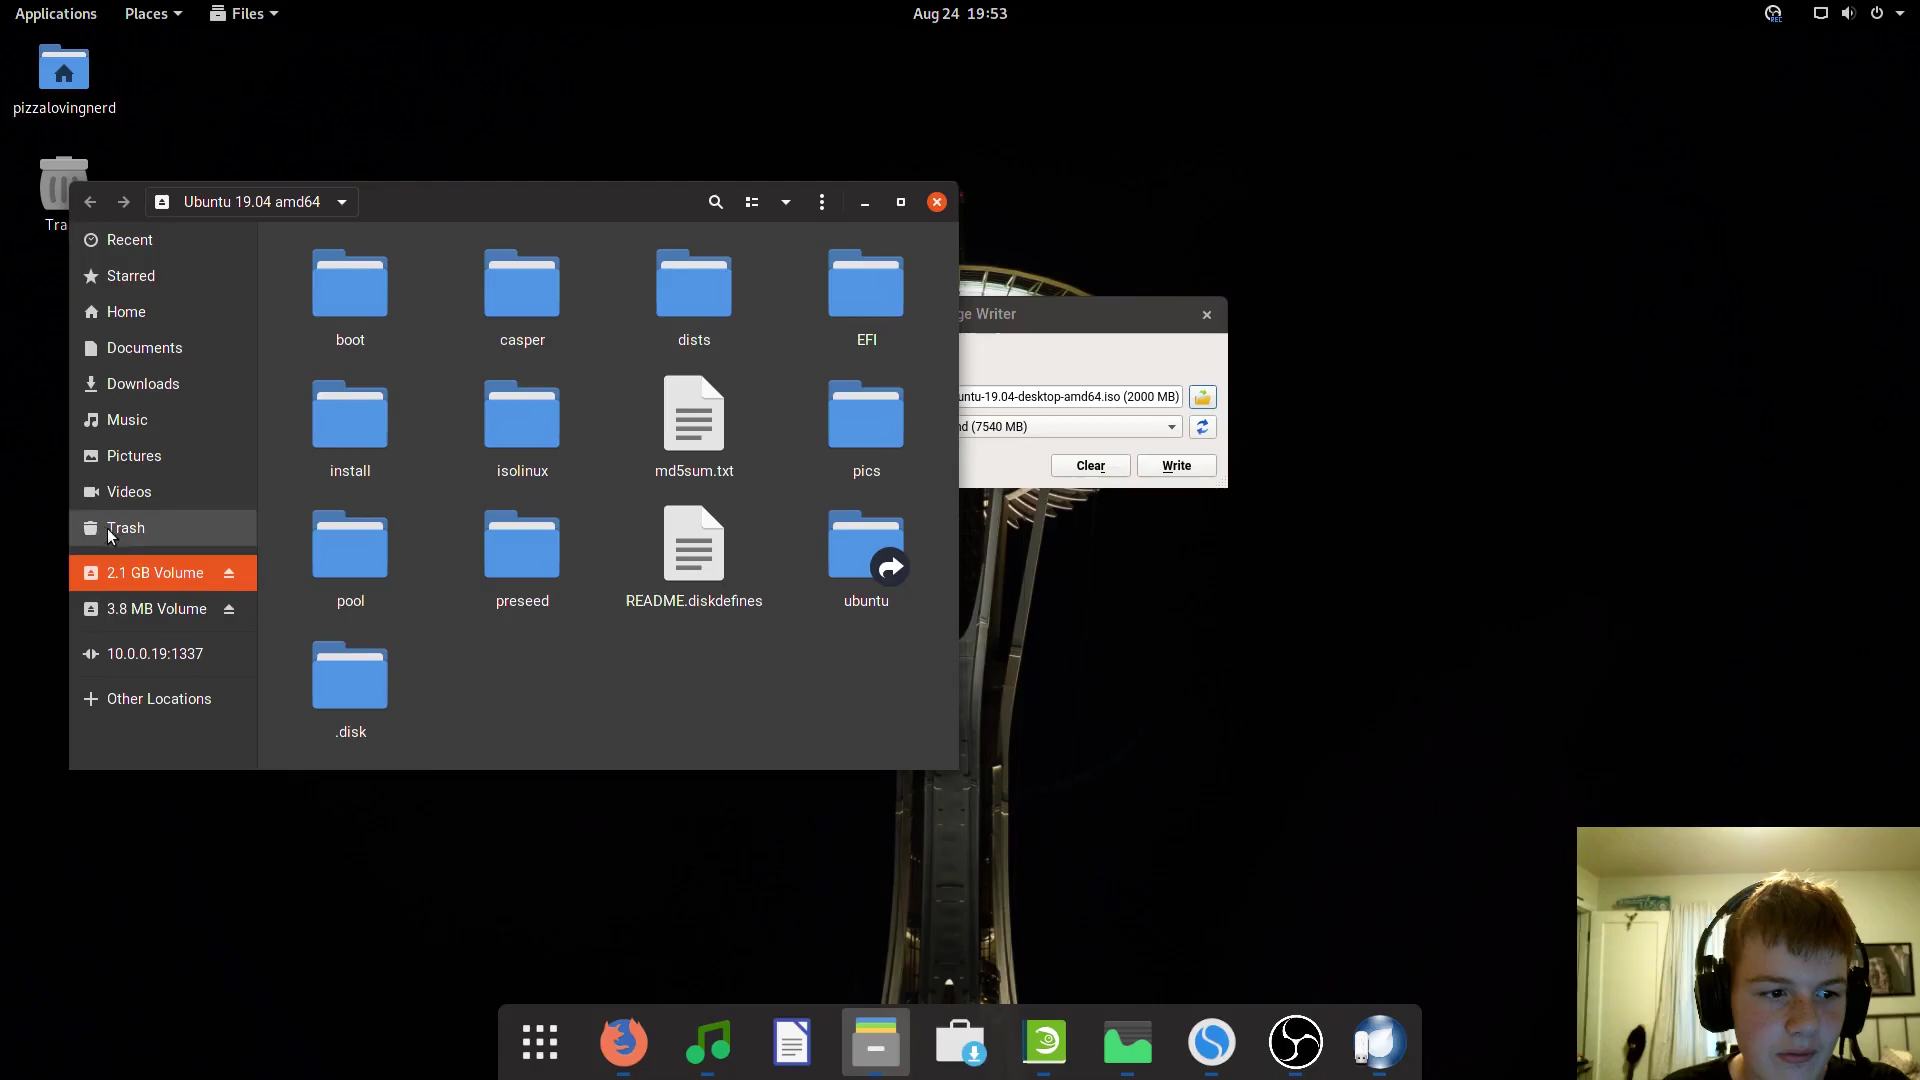 Applications
Places
Files
Aug 24 19:53
REC
pizzalovingnerd
Tra
Ubuntu 19.04 amd64
Recent
Starred
Home
Documents
Downloads
Music
Pictures
Videos
Trash
2.1 GB Volume
3.8 MB Volume
10.0.0.19:1337
Other Locations
boot
casper
dists
EFI
install
isolinux
md5sum.txt
pics
pool
preseed
README.diskdefines
ubuntu
.disk
ge Writer
untu-19.04-desktop-amd64.iso (2000 MB)
nd (7540 MB)
Clear
Write